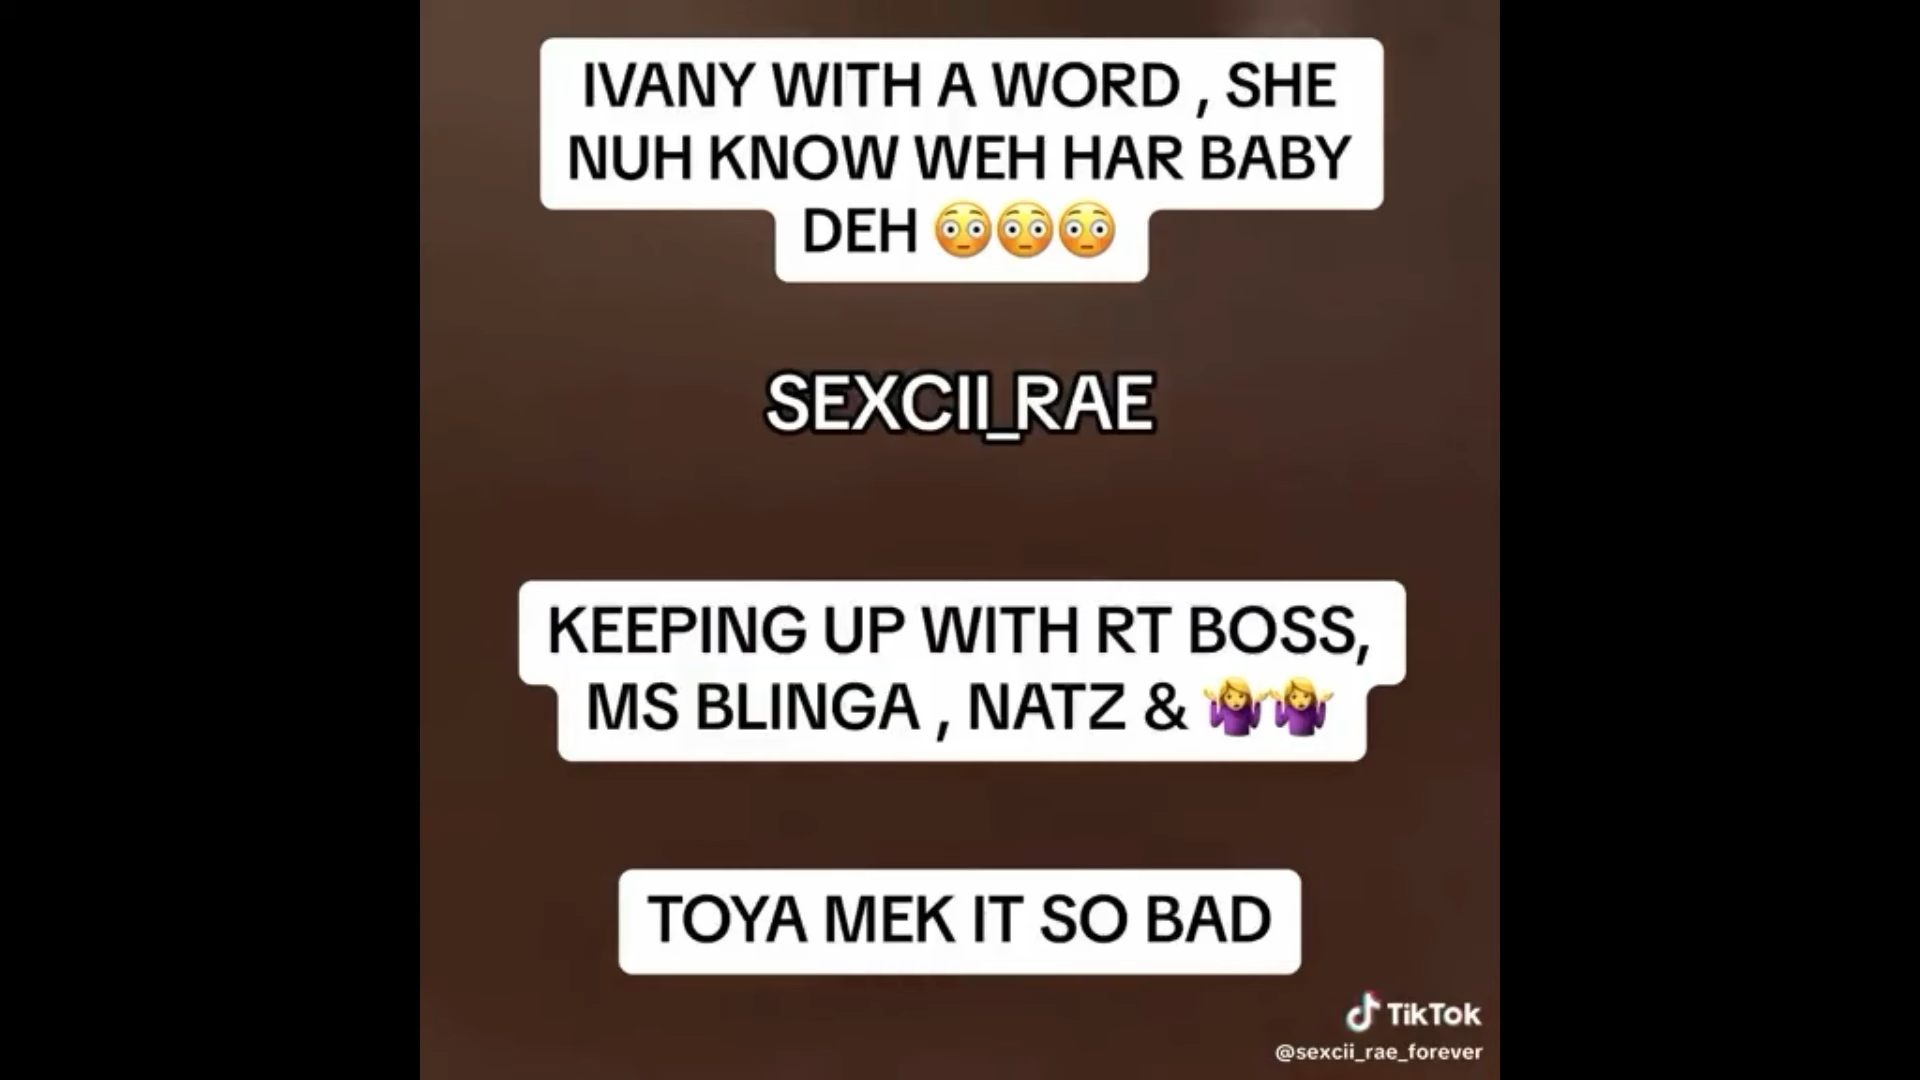 IVANY WITH A WORD , SHE
NUH KNOW WEH HAR BABY
DEH 😳😳😳
SEXCII_RAE
KEEPING UP WITH RT BOSS,
MS BLINGA , NATZ & 🤷‍♀️🤷‍♀️
TOYA MEK IT SO BAD
TikTok
@sexcii_rae_forever